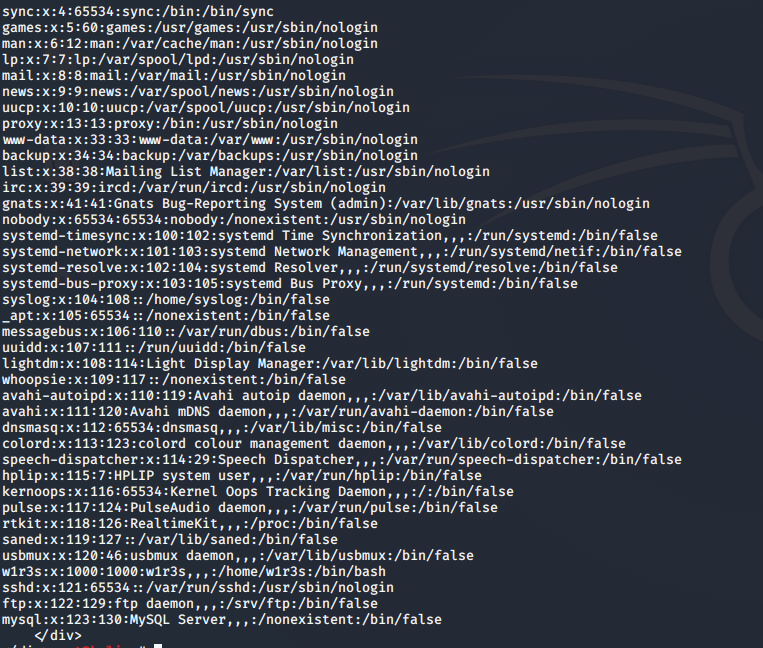 sync:x:4:65534:sync:/bin:/bin/sync
games:x:5:60:games:/usr/games:/usr/sbin/nologin
man:x:6:12:man:/var/cache/man:/usr/sbin/nologin
lp:x:7:7:lp:/var/spool/lpd:/usr/sbin/nologin
mail:x:8:8:mail:/var/mail:/usr/sbin/nologin
news:x:9:9:news:/var/spool/news:/usr/sbin/nologin
uucp:x:10:10:uucp:/var/spool/uucp:/usr/sbin/nologin
proxy:x:13:13:proxy:/bin:/usr/sbin/nologin
www-data:x:33:33:www-data:/var/www:/usr/sbin/nologin
backup:x:34:34:backup:/var/backups:/usr/sbin/nologin
list:x:38:38:Mailing List Manager:/var/list:/usr/sbin/nologin
irc:x:39:39:ircd:/var/run/ircd:/usr/sbin/nologin
gnats:x:41:41:Gnats Bug-Reporting System (admin):/var/lib/gnats:/usr/sbin/nologin
nobody:x:65534:65534:nobody:/nonexistent:/usr/sbin/nologin
systemd-timesync:x:100:102:systemd Time Synchronization,,,:/run/systemd:/bin/false
systemd-network:x:101:103:systemd Network Management,,,:/run/systemd/netif:/bin/false
systemd-resolve:x:102:104:systemd Resolver,,,:/run/systemd/resolve:/bin/false
systemd-bus-proxy:x:103:105:systemd Bus Proxy,,,:/run/systemd:/bin/false
syslog:x:104:108::/home/syslog:/bin/false
_apt:x:105:65534::/nonexistent:/bin/false
messagebus:x:106:110::/var/run/dbus:/bin/false
uuidd:x:107:111::/run/uuidd:/bin/false
lightdm:x:108:114:Light Display Manager:/var/lib/lightdm:/bin/false
whoopsie:x:109:117::/nonexistent:/bin/false
avahi-autoipd:x:110:119:Avahi autoip daemon,,,:/var/lib/avahi-autoipd:/bin/false
avahi:x:111:120:Avahi mDNS daemon,,,:/var/run/avahi-daemon:/bin/false
dnsmasq:x:112:65534:dnsmasq,,,:/var/lib/misc:/bin/false
colord:x:113:123:colord colour management daemon,,,:/var/lib/colord:/bin/false
speech-dispatcher:x:114:29:Speech Dispatcher,,,:/var/run/speech-dispatcher:/bin/false
hplip:x:115:7:HPLIP system user,,,:/var/run/hplip:/bin/false
kernoops:x:116:65534:Kernel Oops Tracking Daemon,,,:/:/bin/false
pulse:x:117:124:PulseAudio daemon,,,:/var/run/pulse:/bin/false
rtkit:x:118:126:RealtimeKit,,,:/proc:/bin/false
saned:x:119:127::/var/lib/saned:/bin/false
usbmux:x:120:46:usbmux daemon,,,:/var/lib/usbmux:/bin/false
w1r3s:x:1000:1000:w1r3s,,,:/home/w1r3s:/bin/bash
sshd:x:121:65534::/var/run/sshd:/usr/sbin/nologin
ftp:x:122:129:ftp daemon,,,:/srv/ftp:/bin/false
mysql:x:123:130:MySQL Server,,,:/nonexistent:/bin/false
</div>